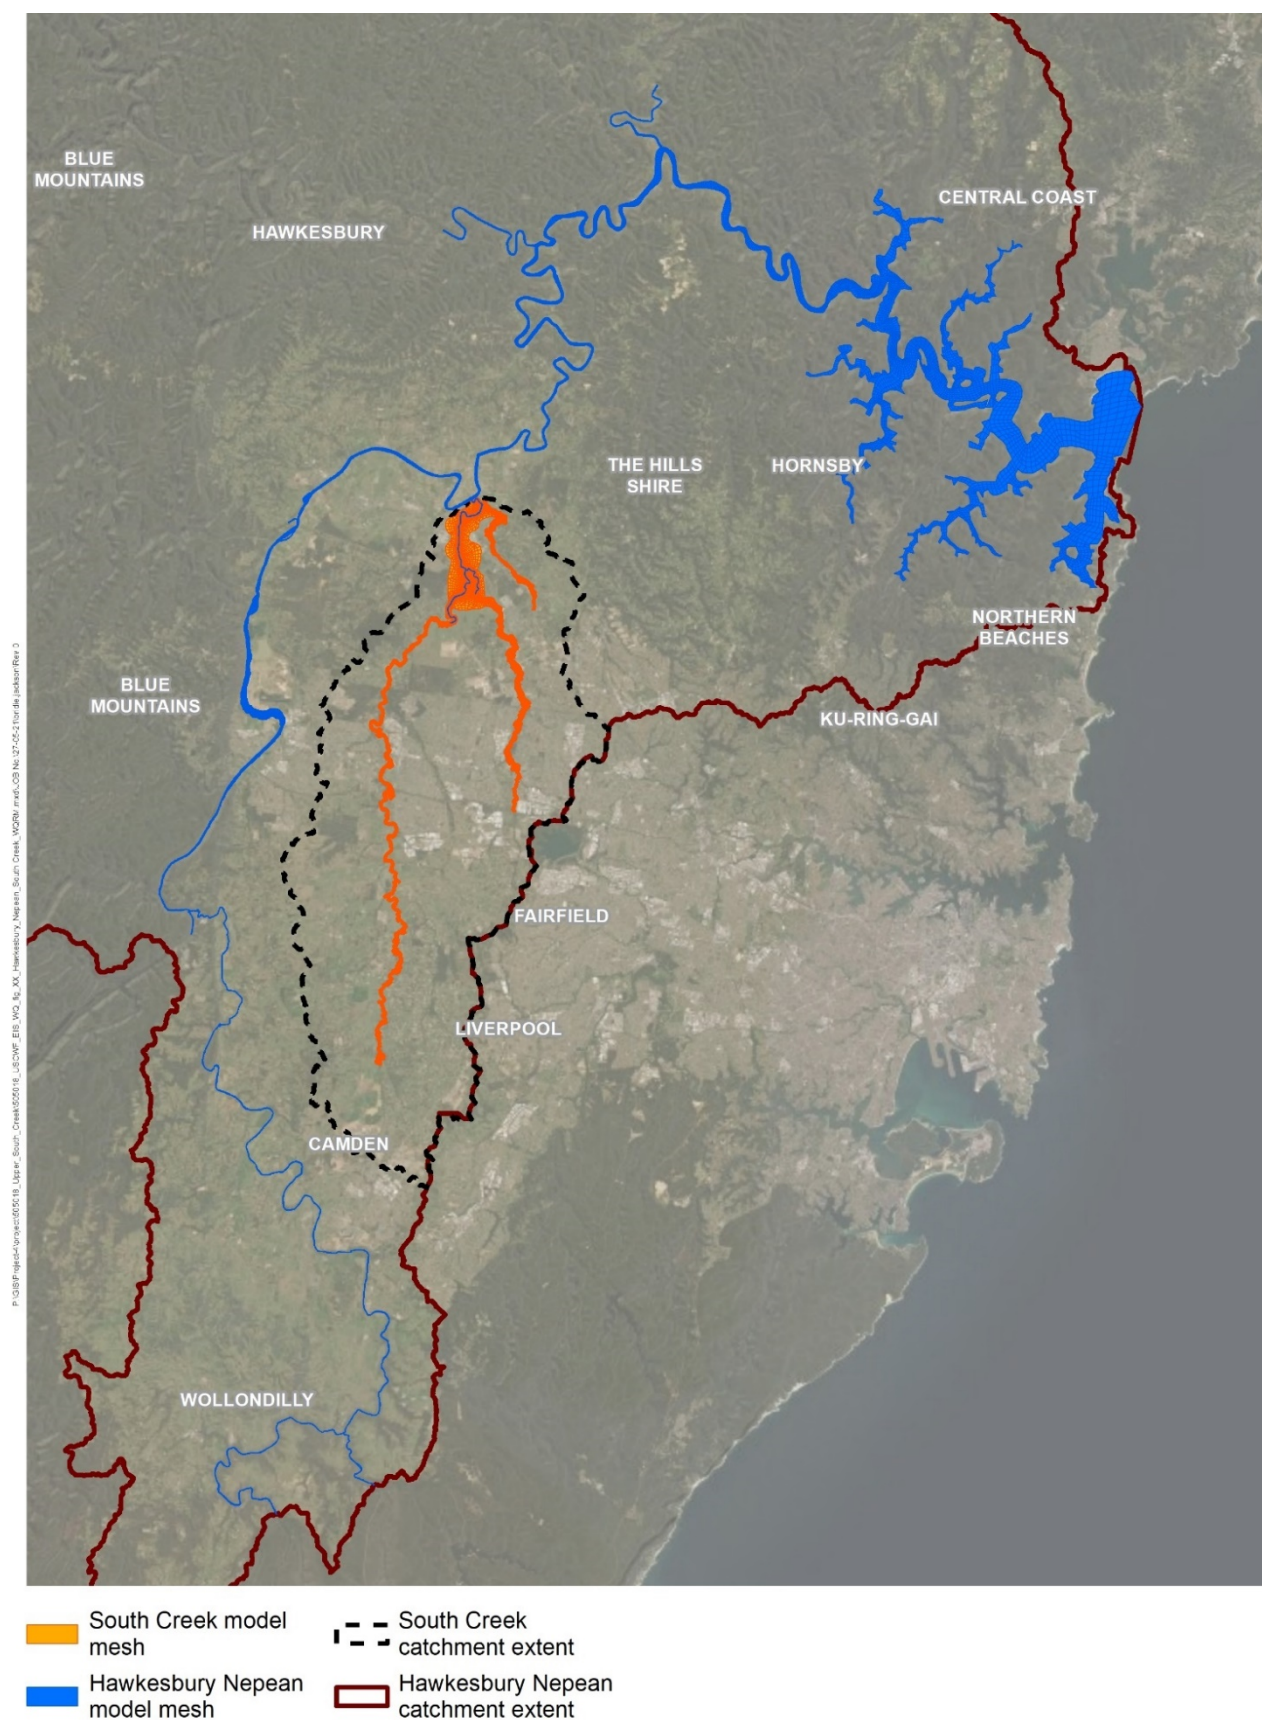 BLUE
MOUNTAINS
HAWKESBURY
CENTRAL COAST
THE HILLS
SHIRE
HORNSBY
NORTHERN
BEACHES
BLUE
MOUNTAINS
KU-RING-GAI
FAIRFIELD
LIVERPOOL
CAMDEN
WOLLONDILLY
South Creek model
mesh
South Creek
catchment extent
Hawkesbury Nepean
model mesh
Hawkesbury Nepean
catchment extent